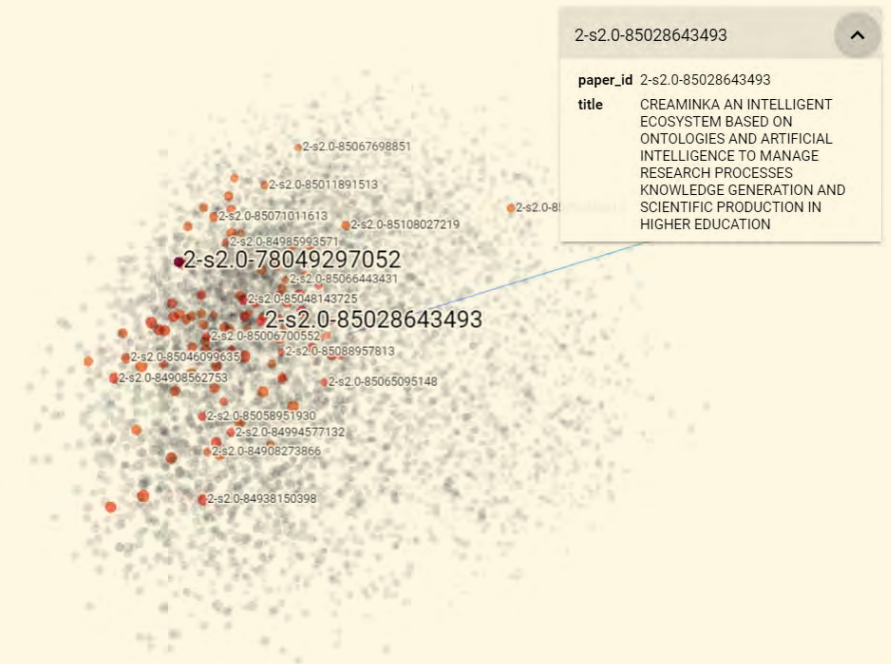 2-s2.0-85028643493
paper_id 2-s2.0-85028643493
title CREAMINKA AN INTELLIGENT
ECOSYSTEM BASED ON
ONTOLOGIES AND ARTIFICIAL
INTELLIGENCE TO MANAGE
RESEARCH PROCESSES
KNOWLEDGE GENERATION AND
SCIENTIFIC PRODUCTION IN
HIGHER EDUCATION
2-s2.0-85067698851
2-s2.0-85011891513
2-s2.0-85071011613
2-s2.0-85108027219
2-s2.0-84985993571
2-s2.0-78049297052
2-s2.0-85066443431
2-s2.0-85048143725
2-s2.0-85028643493
2-s2.0-85006700552
2-s2.0-85088957813
2-s2.0-85046099635
2-s2.0-84908562753
2-s2.0-85065095148
2-s2.0-85058951930
2-s2.0-84994577132
2-s2.0-84908273866
2-s2.0-84938150398